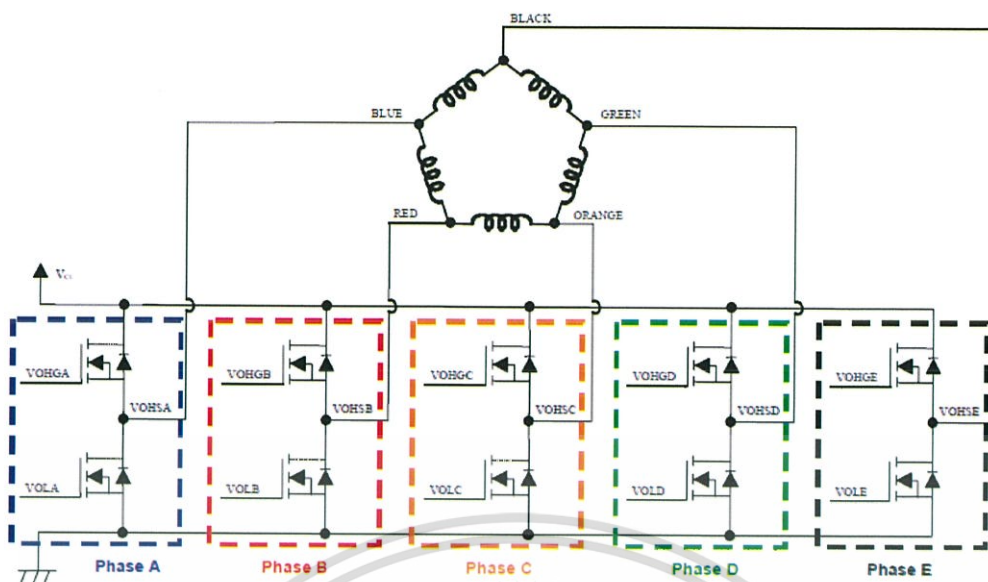 BLACK
BLUE
GREEN
RED
ORANGE
VOHGA
VOHSA
VOLA
VOHGB
VOHSB
VOLB
VOHGC
VOHSC
VOLC
VOHGD
VOHSD
VOLD
VOHGE
VOHSE
VOLE
Phase A
Phase B
Phase C
Phase D
Phase E